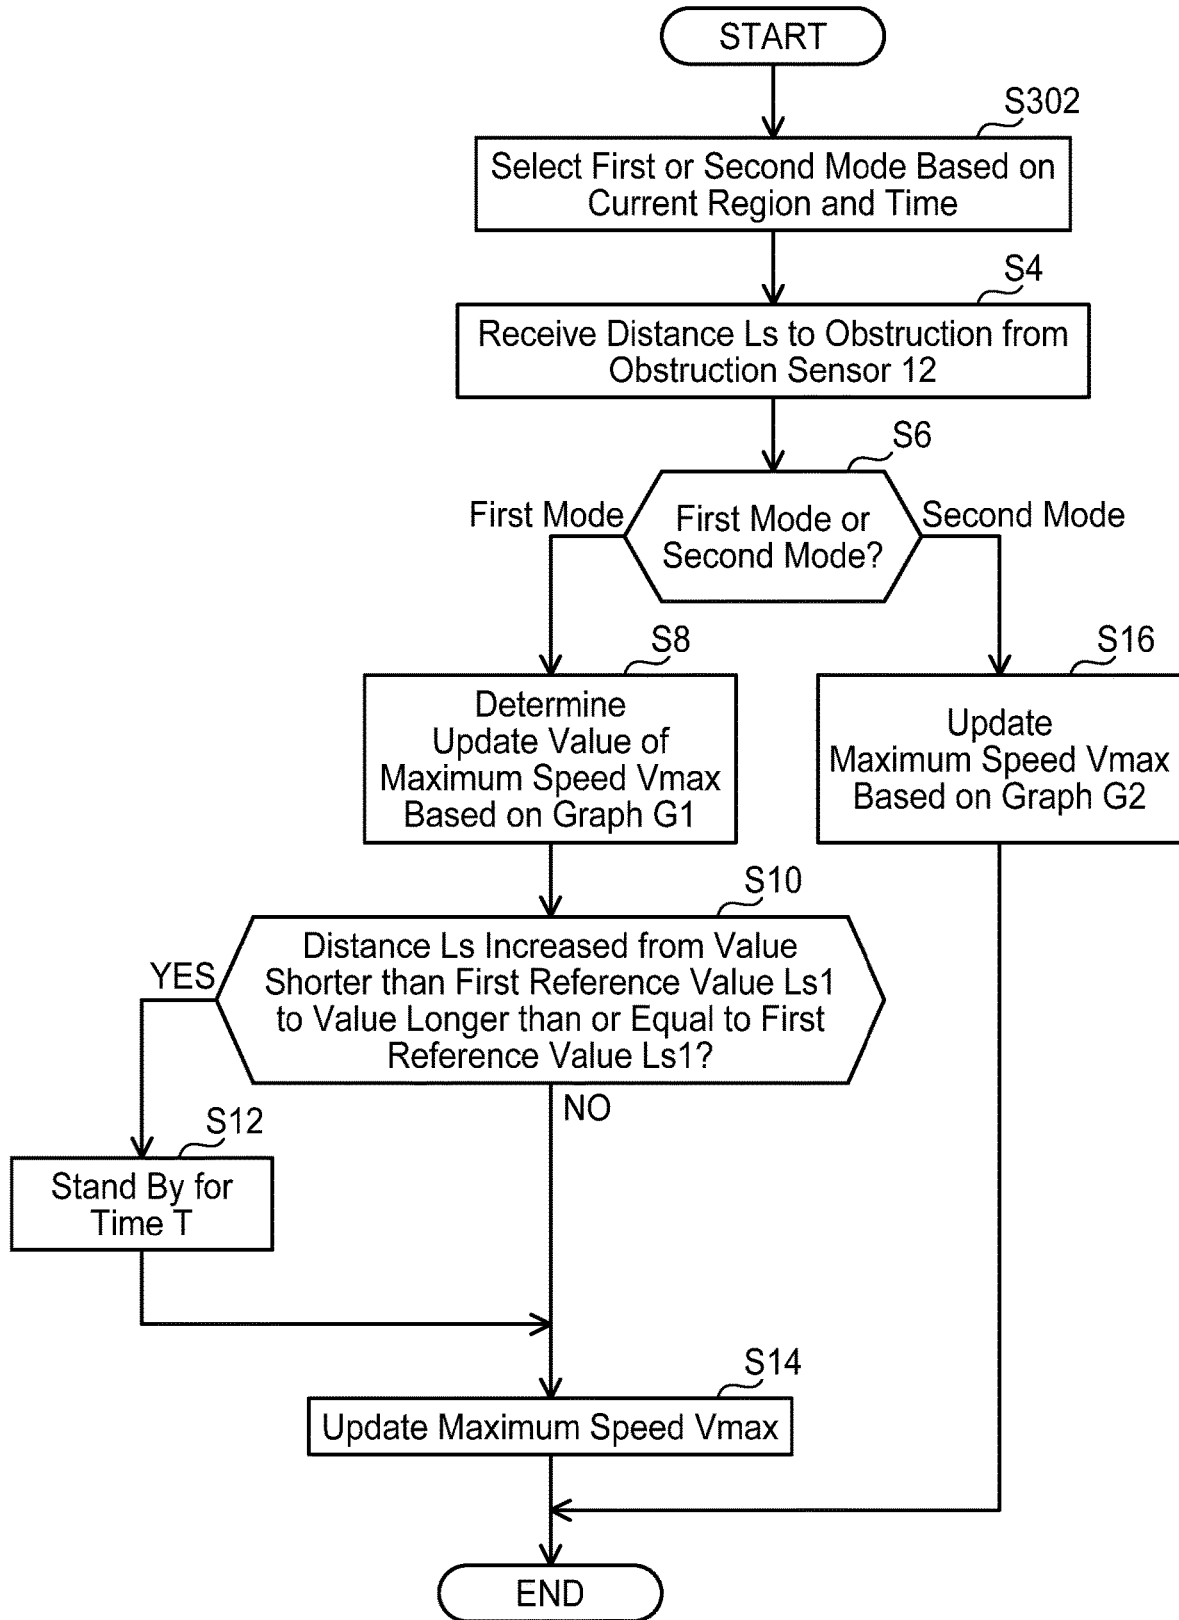 START
S302
Select First or Second Mode Based on
Current Region and Time
S4
Receive Distance Ls to Obstruction from
Obstruction Sensor 12
S6
First Mode
First Mode or
Second Mode?
Second Mode
S8
Determine
Update Value of
Maximum Speed Vmax
Based on Graph G1
S16
Update
Maximum Speed Vmax
Based on Graph G2
S10
Distance Ls Increased from Value
Shorter than First Reference Value Ls1
to Value Longer than or Equal to First
Reference Value Ls1?
YES
NO
S12
Stand By for
Time T
S14
Update Maximum Speed Vmax
END